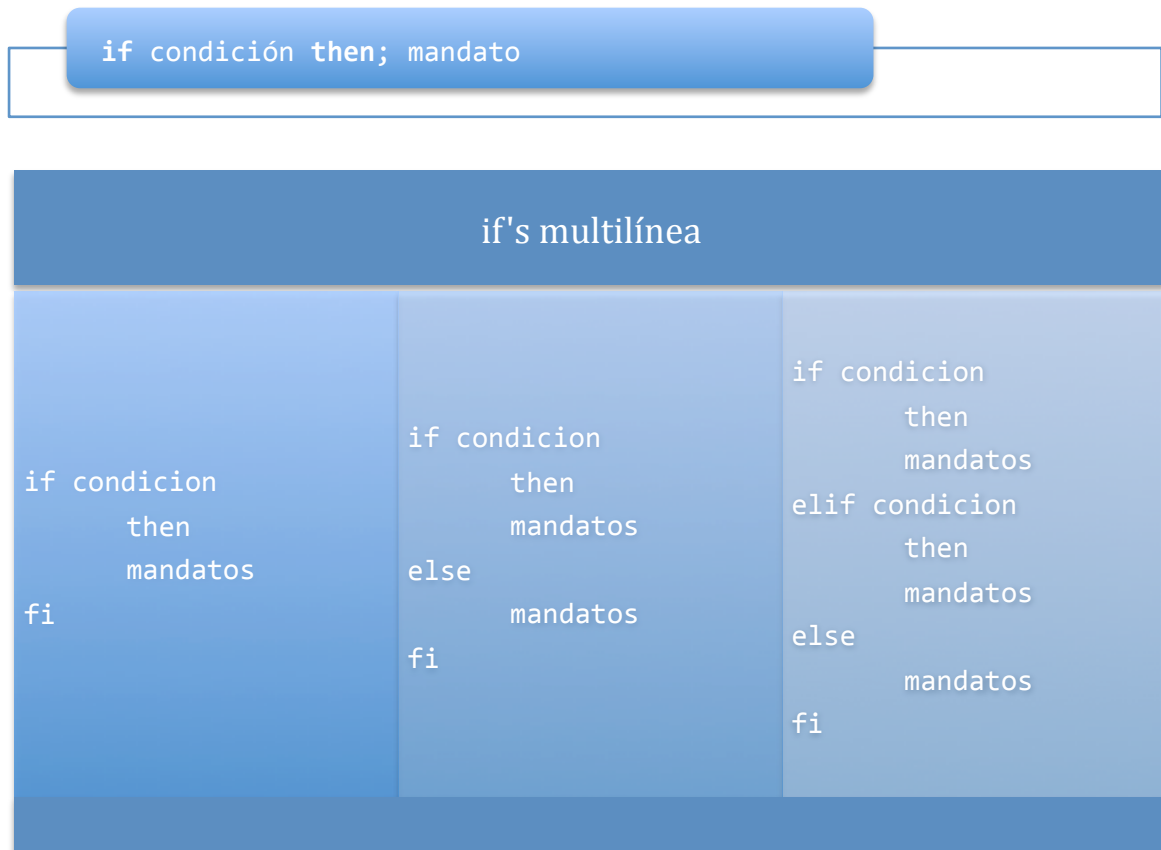 if condición then; mandato
if's multilínea
if condicion
then
mandatos
fi
if condicion
then
mandatos
else
mandatos
fi
if condicion
then
mandatos
elif condicion
then
mandatos
else
mandatos
fi